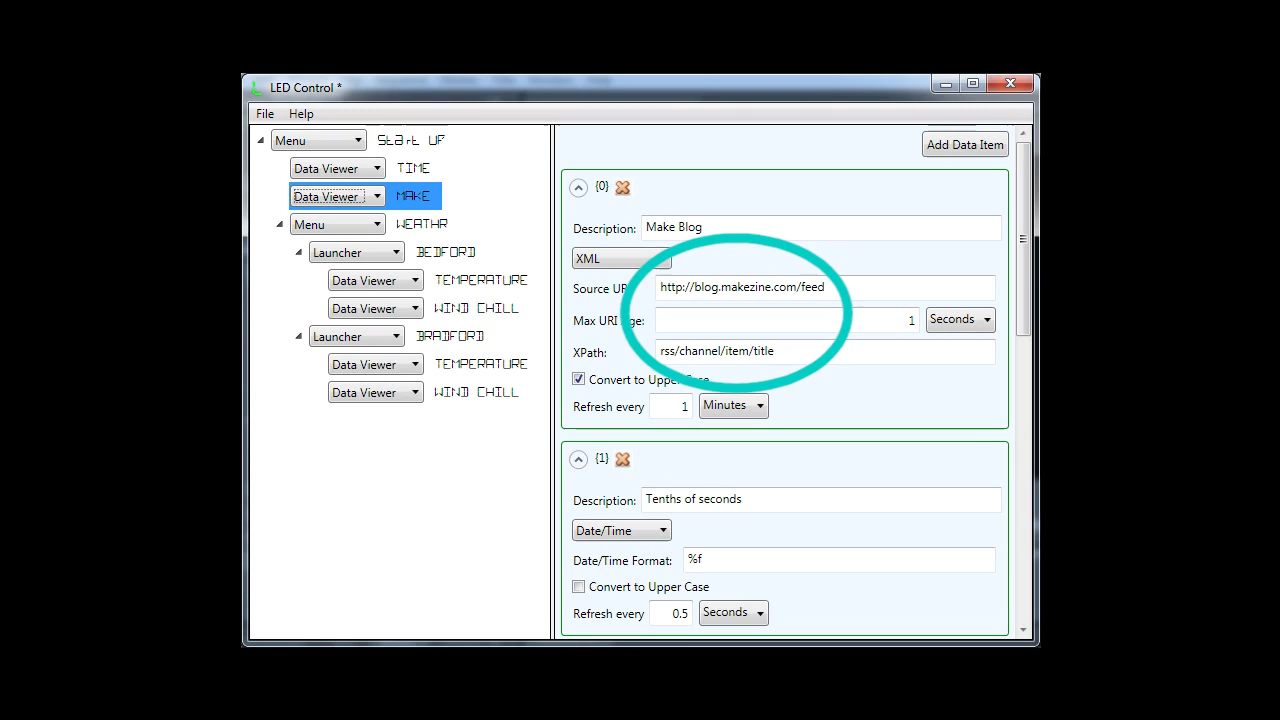 LED Control *
File Help
Menu Start UP
Data Viewer TIME
Data Viewer MAKE
Menu WEATHR
Launcher BEDFORD
Data Viewer TEMPERATURE
Data Viewer WIND CHILL
Launcher BRADFORD
Data Viewer TEMPERATURE
Data Viewer WIND CHILL
Add Data Item
{0}
Description: Make Blog
XML
Source http://blog.makezine.com/feed
Max URI 1 Seconds
XPath: rss/channel/item/title
Convert to Upper Case
Refresh every 1 Minutes
{1}
Description: Tenths of seconds
Date/Time
Date/Time Format: %f
Convert to Upper Case
Refresh every 0.5 Seconds